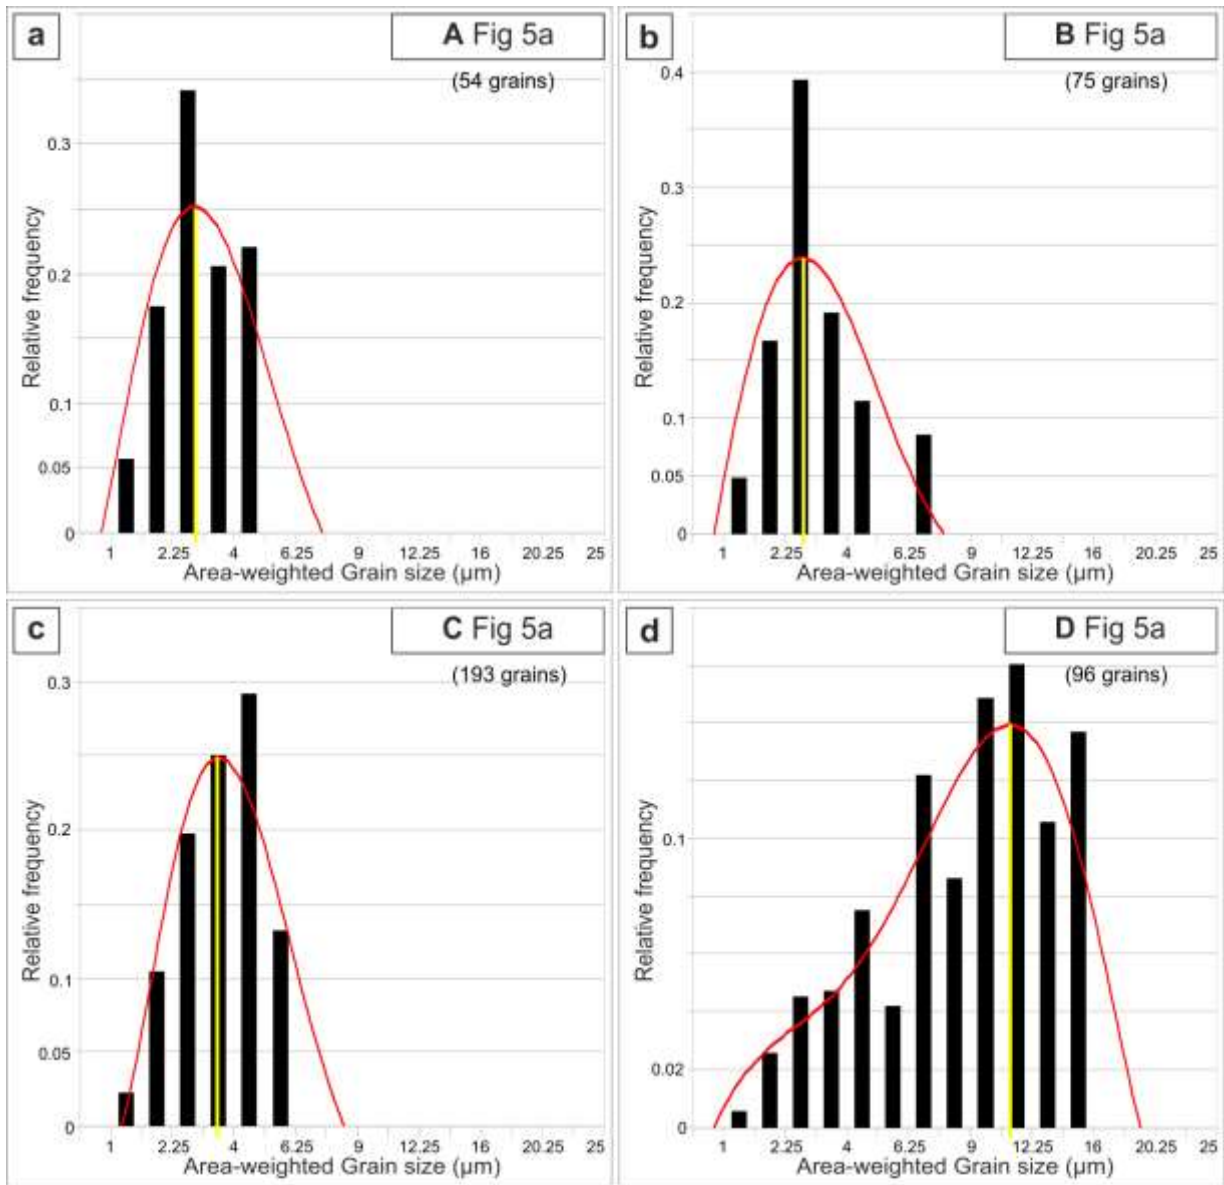 a
A Fig 5a
(54 grains)
0.3
0.2
0.1
0.05
0
Relative frequency
1 2.25 4 6.25 9 12.25 16 20.25 25
Area-weighted Grain size (µm)
b
B Fig 5a
(75 grains)
0.4
0.3
0.2
0.1
0.05
0
Relative frequency
1 2.25 4 6.25 9 12.25 16 20.25 25
Area-weighted Grain size (µm)
c
C Fig 5a
(193 grains)
0.3
0.2
0.1
0.05
0
Relative frequency
1 2.25 4 6.25 9 12.25 16 20.25 25
Area-weighted Grain size (µm)
d
D Fig 5a
(96 grains)
0.1
0.02
0
Relative frequency
1 2.25 4 6.25 9 12.25 16 20.25 25
Area-weighted Grain size (µm)